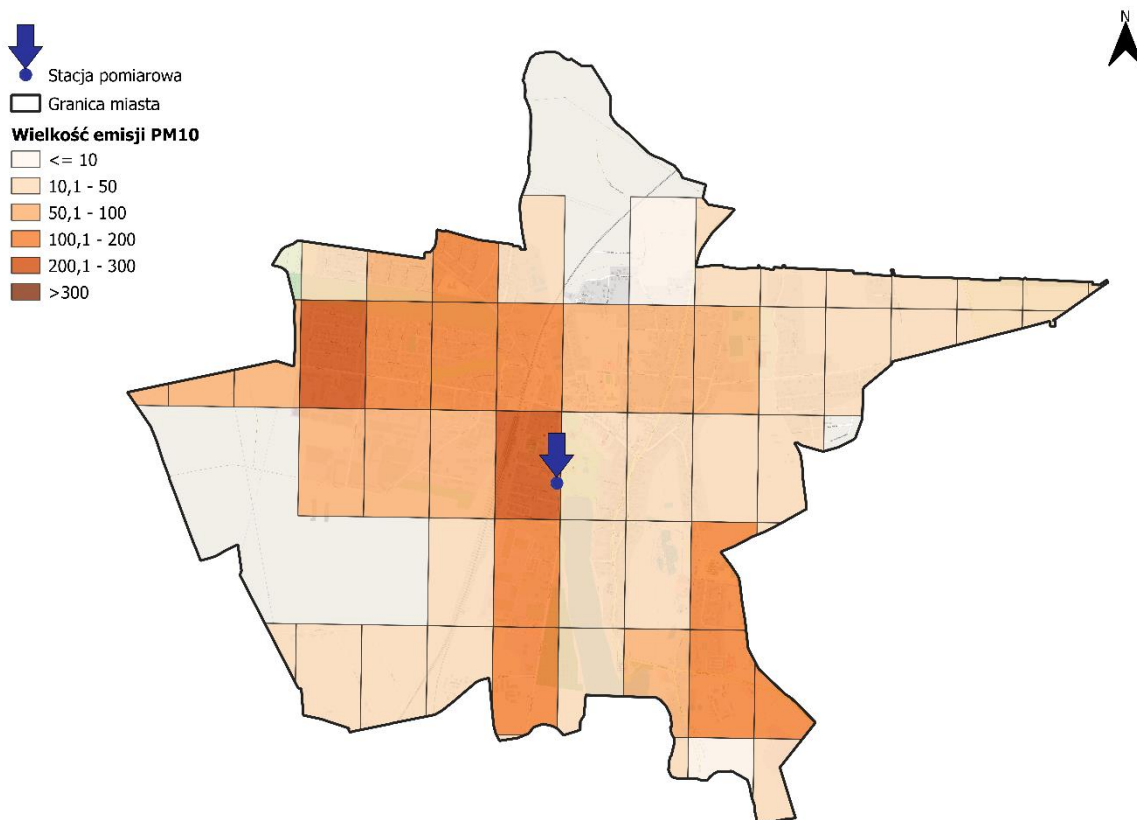 N
Stacja pomiarowa
Granica miasta
Wielkość emisji PM10
<= 10
10,1 - 50
50,1 - 100
100,1 - 200
200,1 - 300
>300